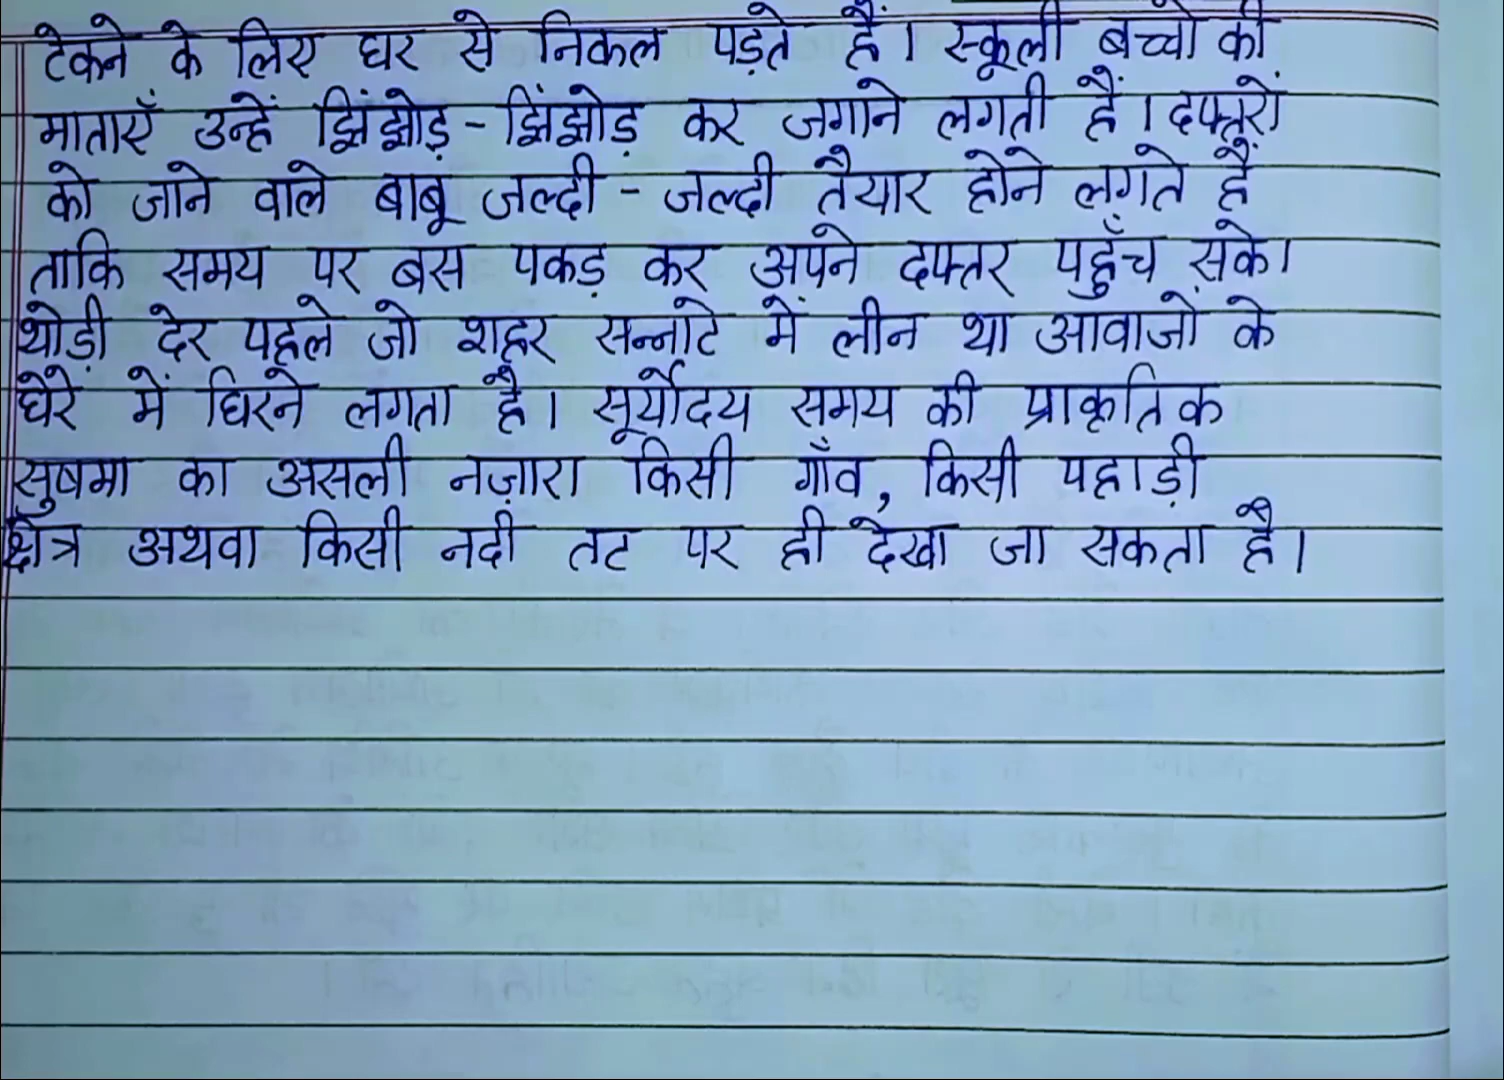 टेकने के लिए घर से निकल पड़ते हैं। स्कूली बच्चों की
माताएँ उन्हें झिंझोड़ - झिंझोड़ कर जगाने लगती हैं। दफ्तरों
को जाने वाले बाबू जल्दी - जल्दी तैयार होने लगते हैं
ताकि समय पर बस पकड़ कर अपने दफ्तर पहुँच सके।
थोड़ी देर पहले जो शहर सन्नाटे में लीन था आवाजों के
घेरे में घिरने लगता है। सूर्योदय समय की प्राकृतिक
सुषमा का असली नज़ारा किसी गाँव, किसी पहाड़ी
क्षेत्र अथवा किसी नदी तट पर ही देखा जा सकता है।